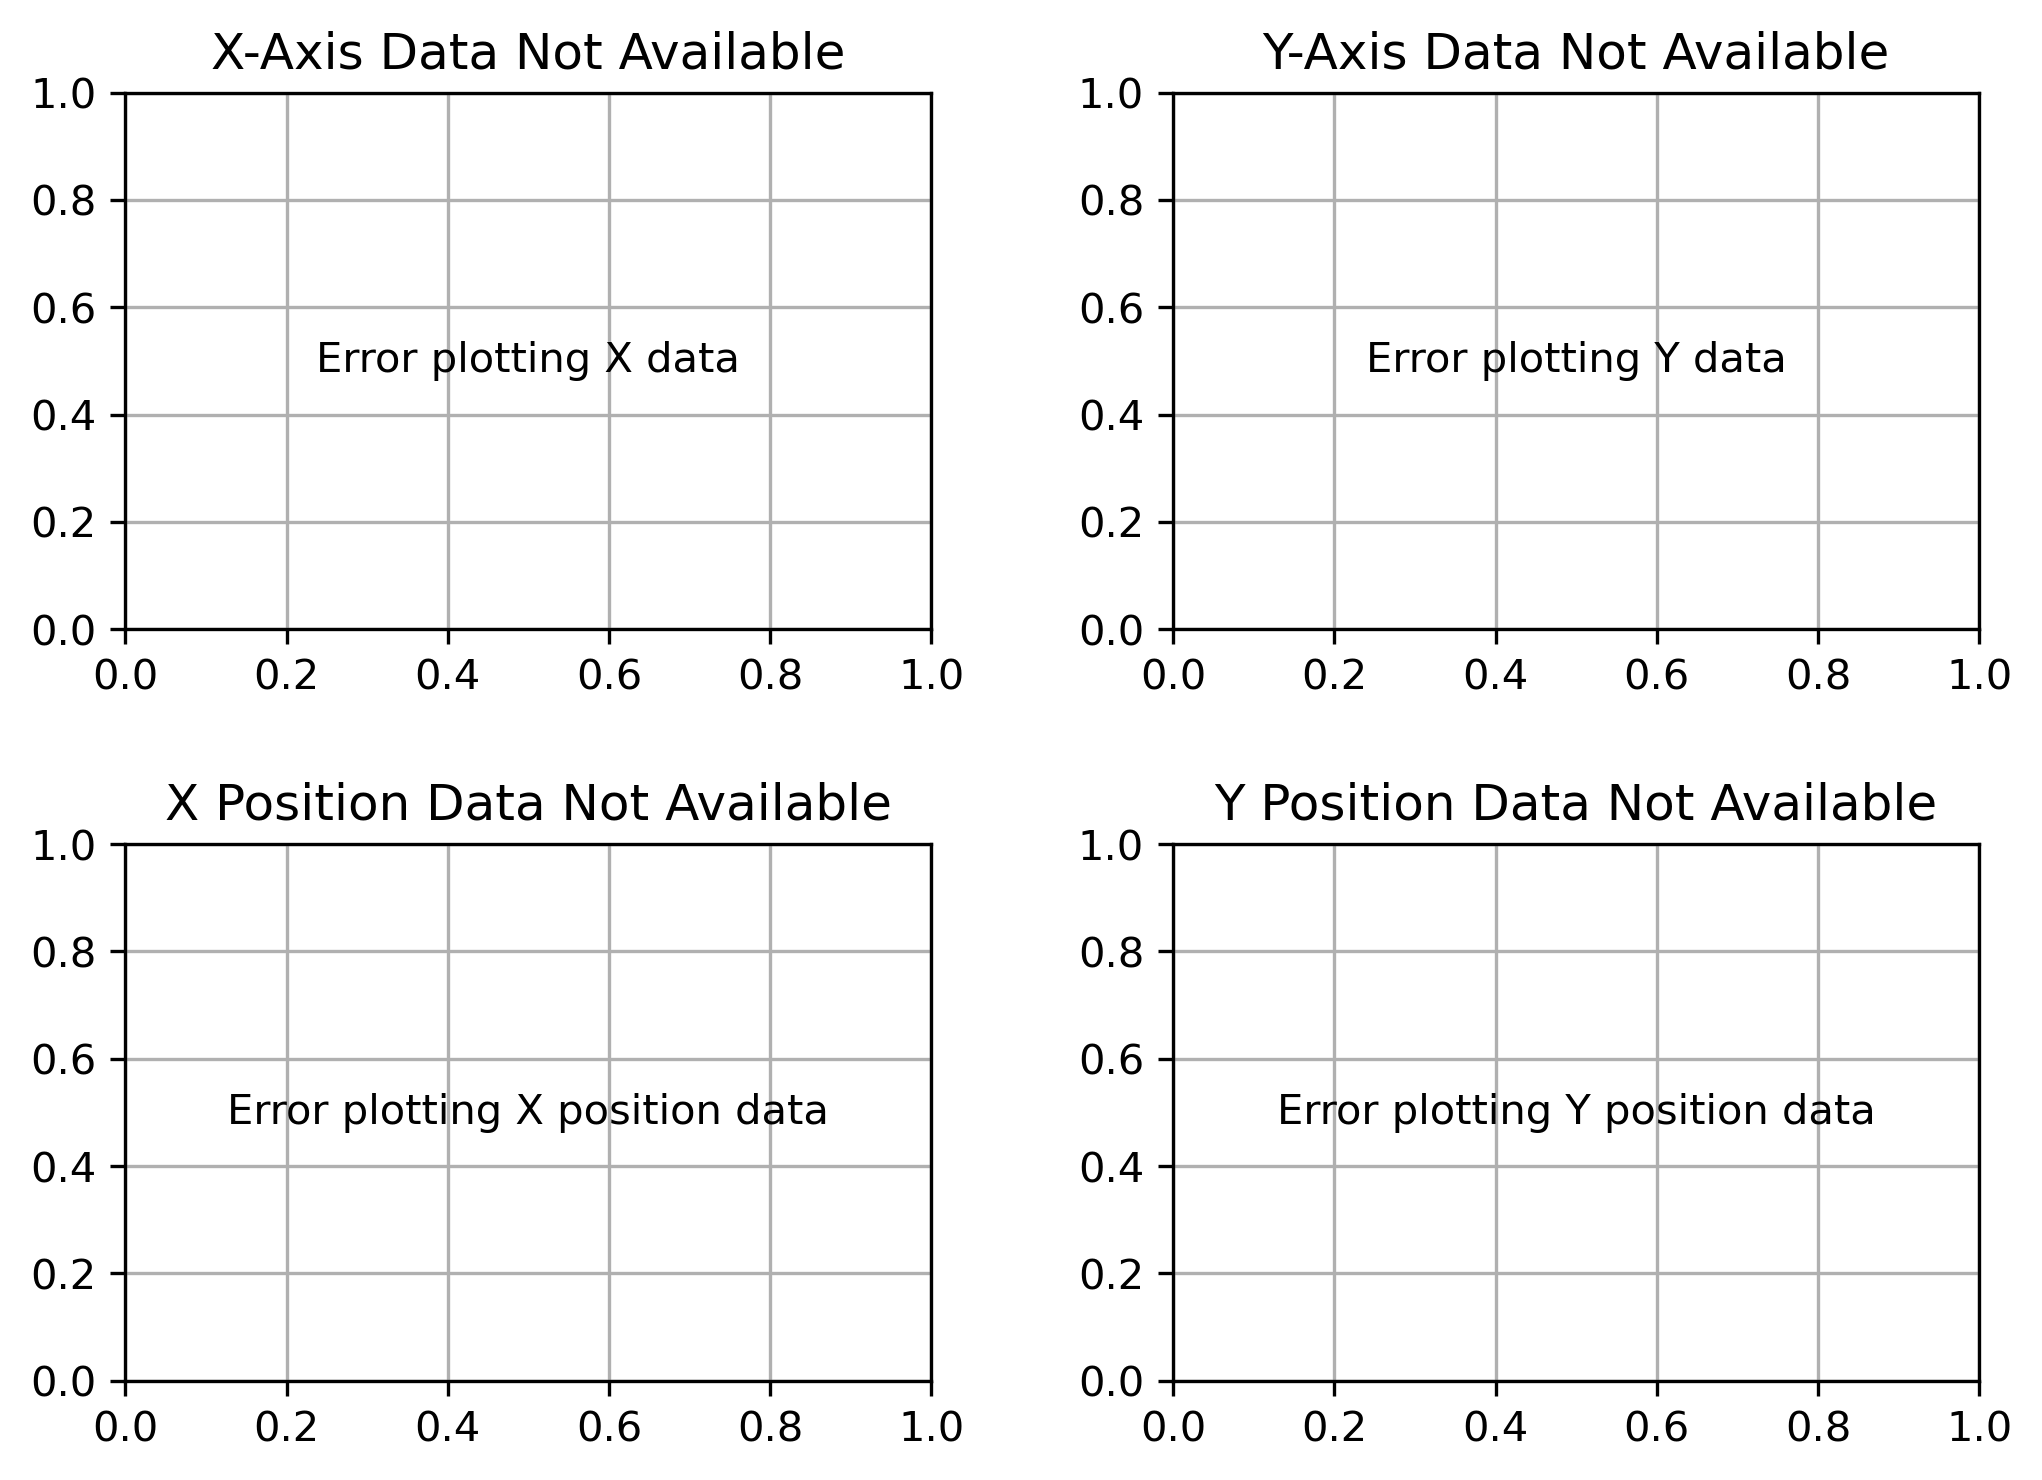 X-Axis Data Not Available
1.0
0.8
0.6
Error plotting X data
0.4
0.2
0.0
0.0 0.2 0.4 0.6 0.8 1.0
Y-Axis Data Not Available
1.0
0.8
0.6
Error plotting Y data
0.4
0.2
0.0
0.0 0.2 0.4 0.6 0.8 1.0
X Position Data Not Available
1.0
0.8
0.6
Error plotting X position data
0.4
0.2
0.0
0.0 0.2 0.4 0.6 0.8 1.0
Y Position Data Not Available
1.0
0.8
0.6
Error plotting Y position data
0.4
0.2
0.0
0.0 0.2 0.4 0.6 0.8 1.0